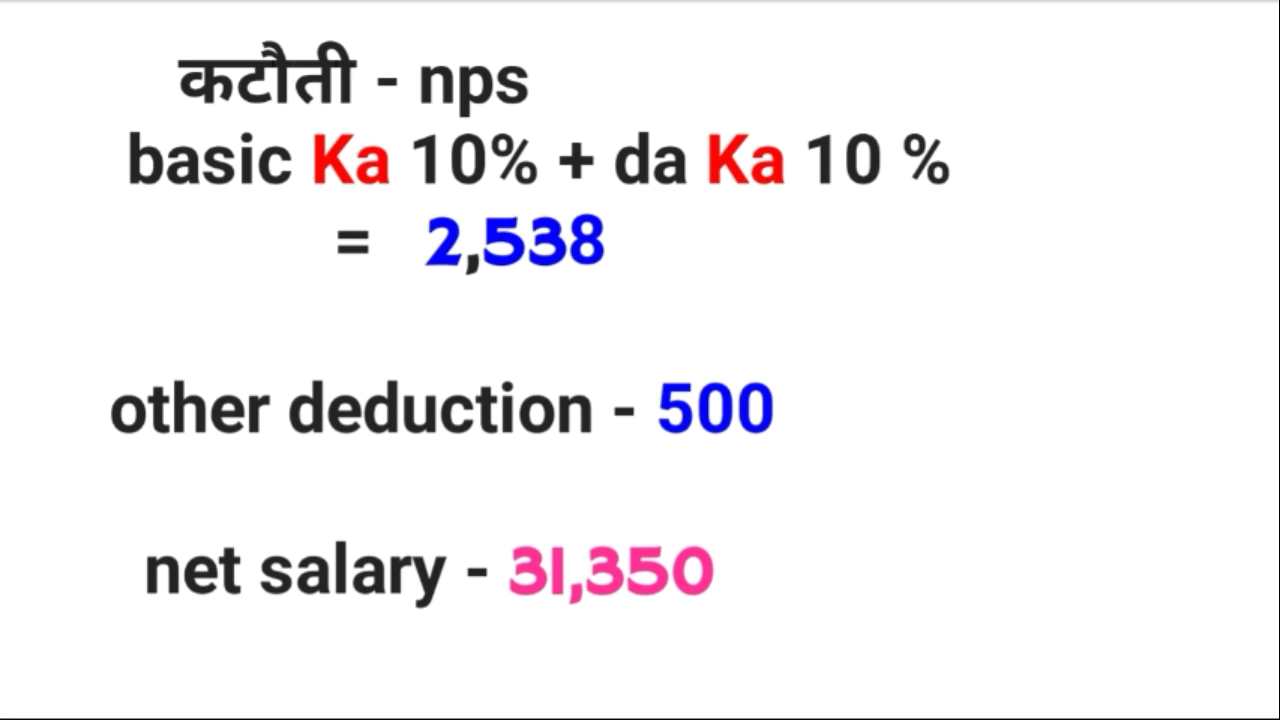 कटौती - nps
basic Ka 10% + da Ka 10 %
= 2,538
other deduction - 500
net salary - 31,350